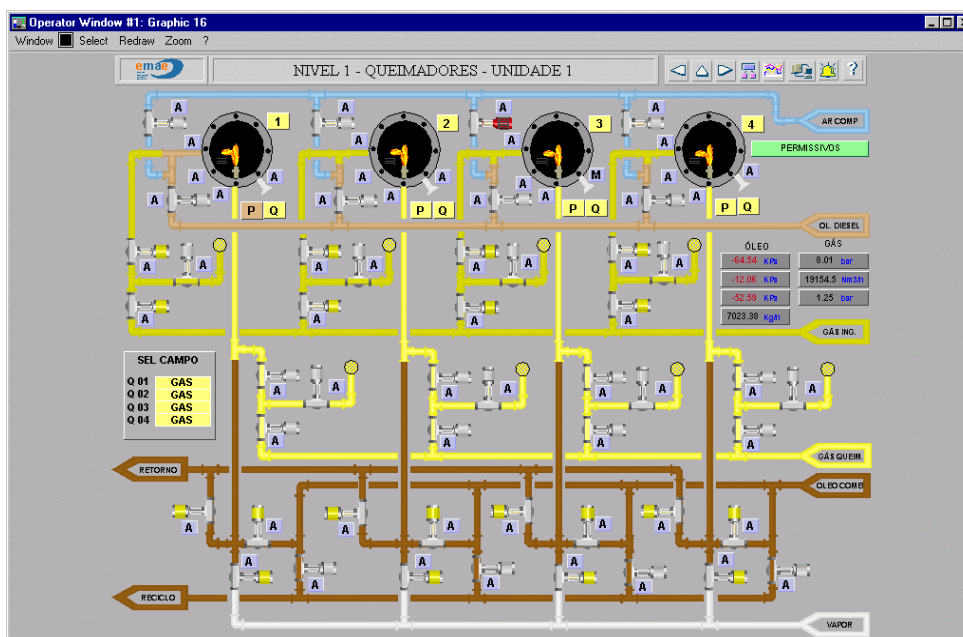 Operator Window #1: Graphic 16
Window Select Redraw Zoom ?
emae
NIVEL 1 - QUEIMADORES - UNIDADE 1
?
A A A A
AR COMP
1 2 3 4
PERMISSIVOS
A A A A
A A M A
A A A A A A A A
P Q P Q P Q P Q
OL. DIESEL
ÓLEO GÁS
-64.54 KPa 8.01 bar
-12.06 KPa 19154.5 Nm3/h
-52.59 KPa 1.25 bar
7023.38 Kg/h
A A A A A A A A
A A A A
GÁS ING.
SEL CAMPO
Q 01 GAS
Q 02 GAS
Q 03 GAS
Q 04 GAS
A A A A A A A A
A A A A
GÁS QUEIM.
RETORNO
OLEO COMB
A A A A A A A A
A A A A
A A A A
RECICLO
VAPOR